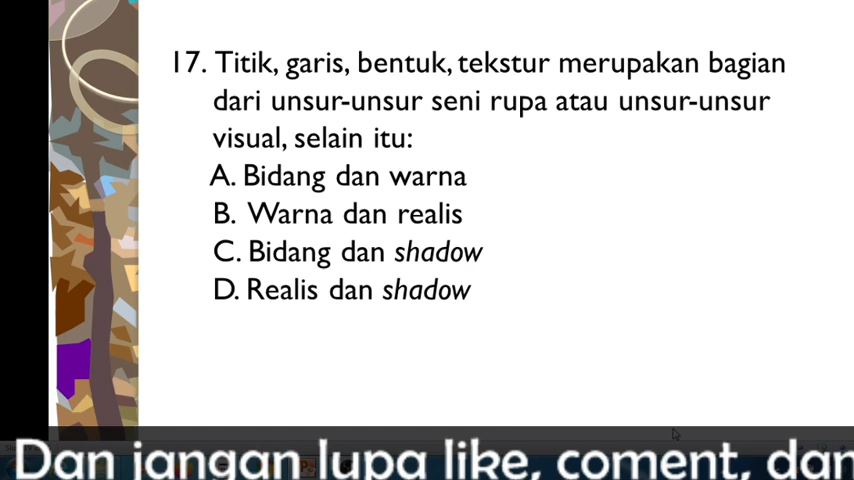 17. Titik, garis, bentuk, tekstur merupakan bagian
dari unsur-unsur seni rupa atau unsur-unsur
visual, selain itu:
A. Bidang dan warna
B. Warna dan realis
C. Bidang dan shadow
D. Realis dan shadow
Dan jangan lupa like, coment, dan